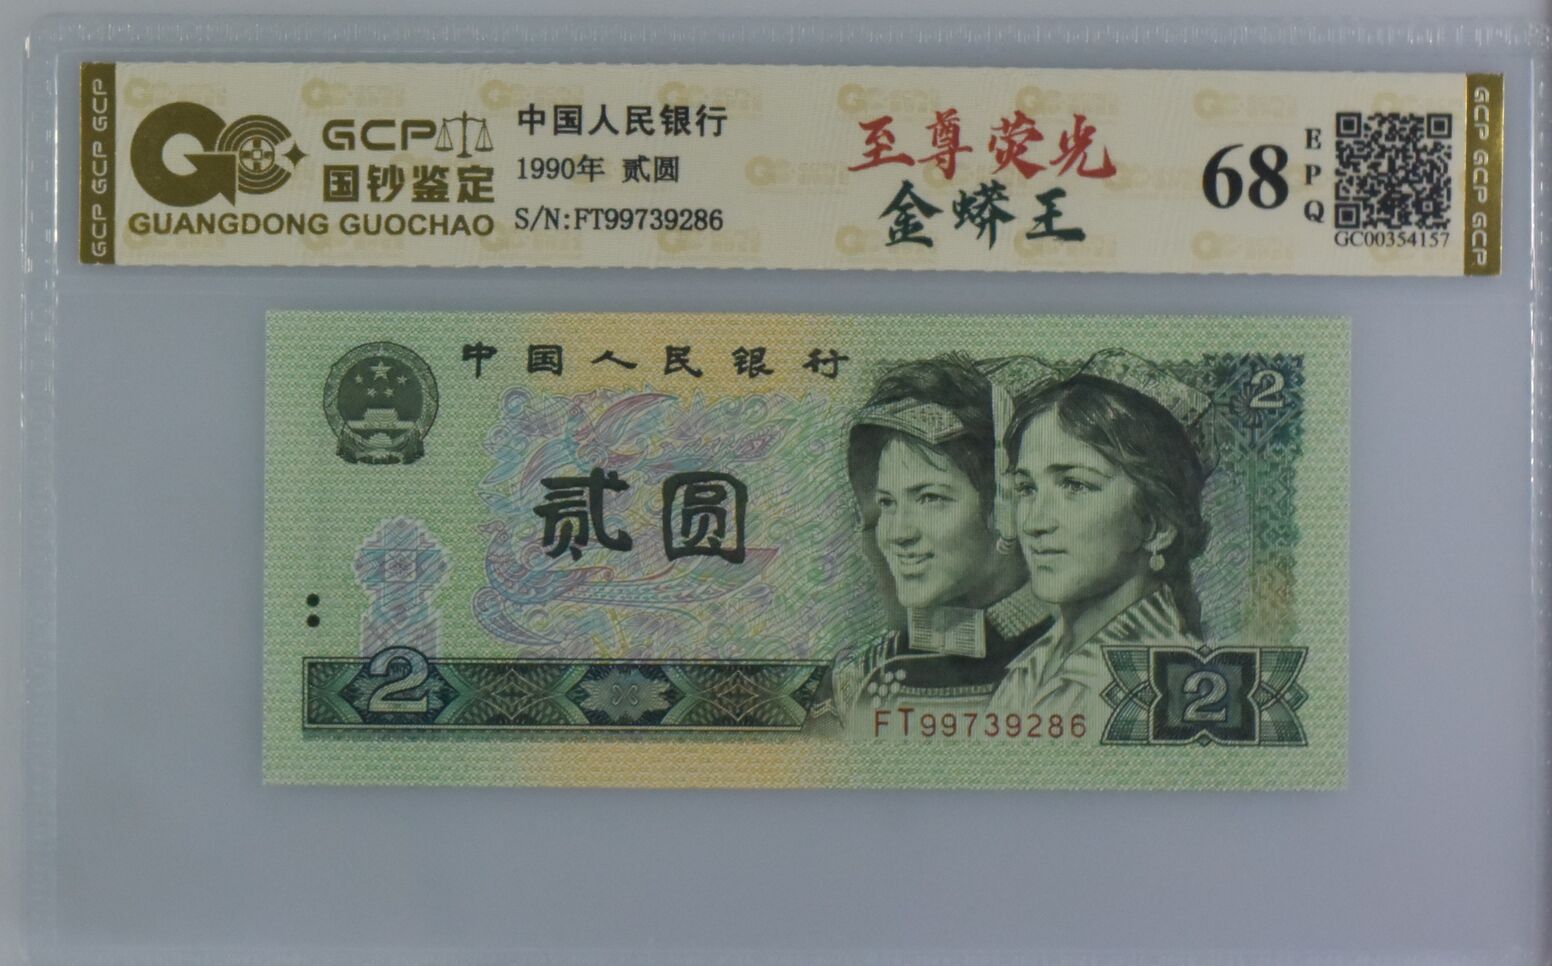 GCP GCP GCP
GCP
国钞鉴定
GUANGDONG GUOCHAO
中国人民银行
1990年 贰圆
S/N:FT99739286
至尊荧光
金蟒王
68
EPQ
GC00354157
GCP GCP GCP
中国人民银行
2
贰圆
2
FT99739286
2